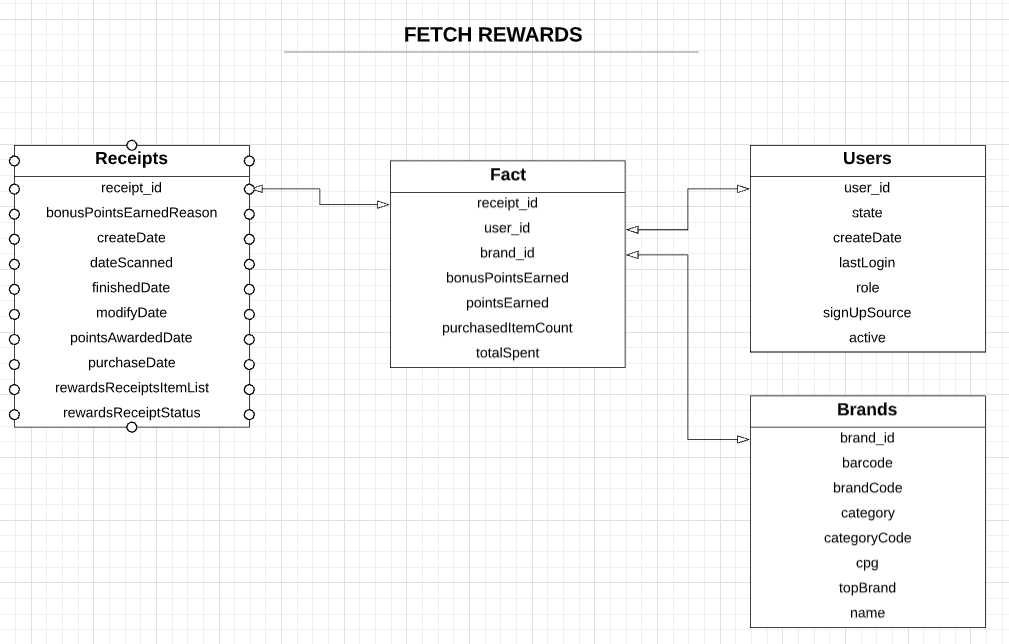 FETCH REWARDS
Receipts
receipt_id
bonusPointsEarnedReason
createDate
dateScanned
finishedDate
modifyDate
pointsAwardedDate
purchaseDate
rewardsReceiptsItemList
rewardsReceiptStatus
Fact
receipt_id
user_id
brand_id
bonusPointsEarned
pointsEarned
purchasedItemCount
totalSpent
Users
user_id
state
createDate
lastLogin
role
signUpSource
active
Brands
brand_id
barcode
brandCode
category
categoryCode
cpg
topBrand
name